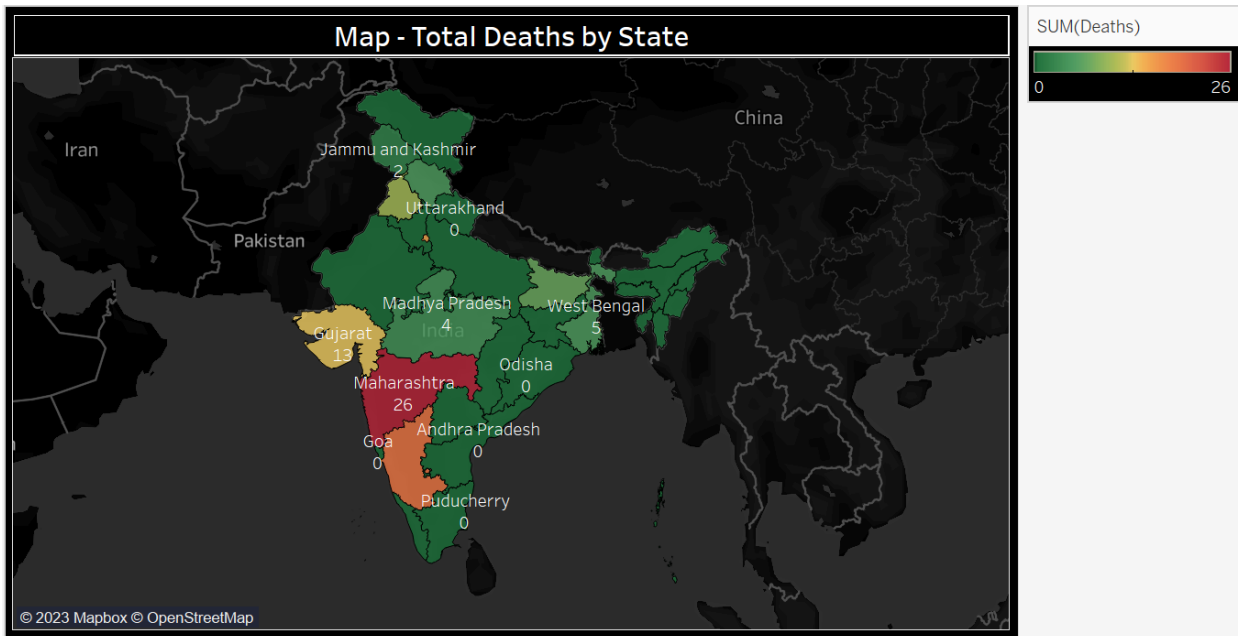 Map - Total Deaths by State
SUM(Deaths)
0
26
China
Iran
Jammu and Kashmir
2
Uttarakhand
0
Pakistan
Madhya Pradesh
4
India
West Bengal
5
Gujarat
13
Odisha
0
Maharashtra
26
Andhra Pradesh
0
Goa
0
Puducherry
0
© 2023 Mapbox © OpenStreetMap